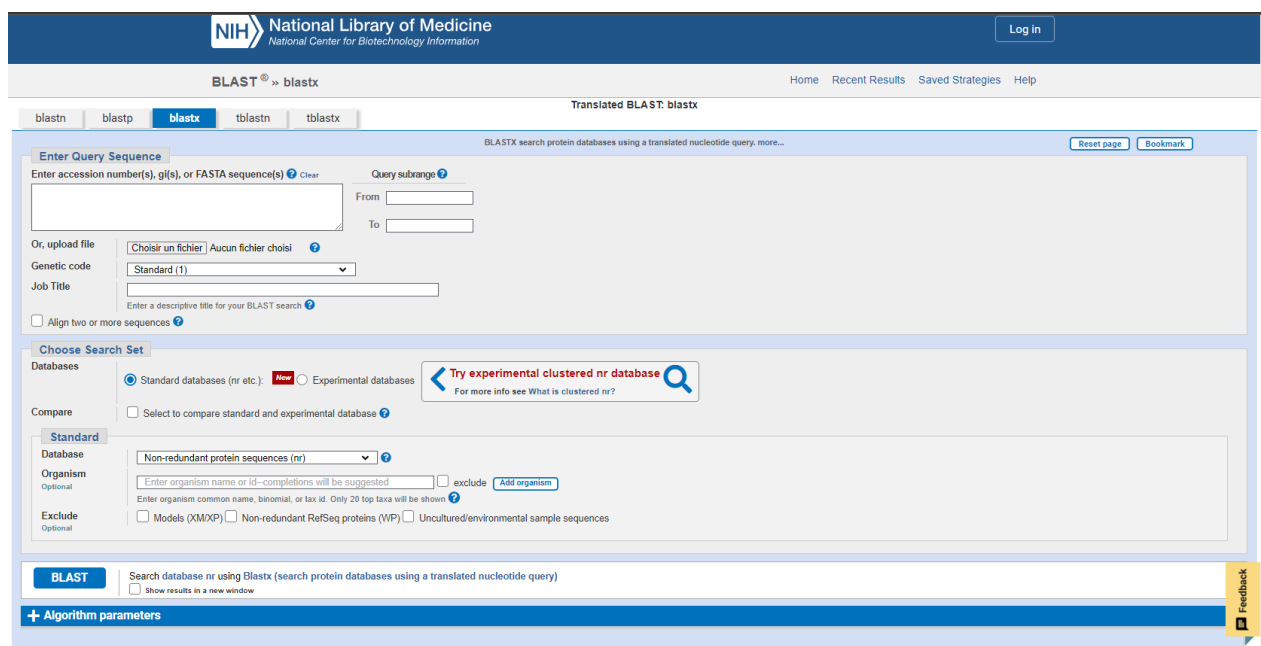 NIH National Library of Medicine
National Center for Biotechnology Information
Log in
BLAST ® » blastx
Home Recent Results Saved Strategies Help
Translated BLAST: blastx
blastn blastp blastx tblastn tblastx
BLASTX search protein databases using a translated nucleotide query. more...
Reset page Bookmark
Enter Query Sequence
Enter accession number(s), gi(s), or FASTA sequence(s) ? Clear Query subrange ?
From
To
Or, upload file Choisir un fichier Aucun fichier choisi ?
Genetic code Standard (1)
Job Title
Enter a descriptive title for your BLAST search ?
Align two or more sequences ?
Choose Search Set
Databases
Standard databases (nr etc.): New Experimental databases
Try experimental clustered nr database
For more info see What is clustered nr?
Compare Select to compare standard and experimental database ?
Standard
Database Non-redundant protein sequences (nr) ?
Organism
Optional
Enter organism name or id--completions will be suggested exclude Add organism
Enter organism common name, binomial, or tax id. Only 20 top taxa will be shown ?
Exclude
Optional
Models (XM/XP) Non-redundant RefSeq proteins (WP) Uncultured/environmental sample sequences
BLAST
Search database nr using Blastx (search protein databases using a translated nucleotide query)
Show results in a new window
Feedback
+ Algorithm parameters